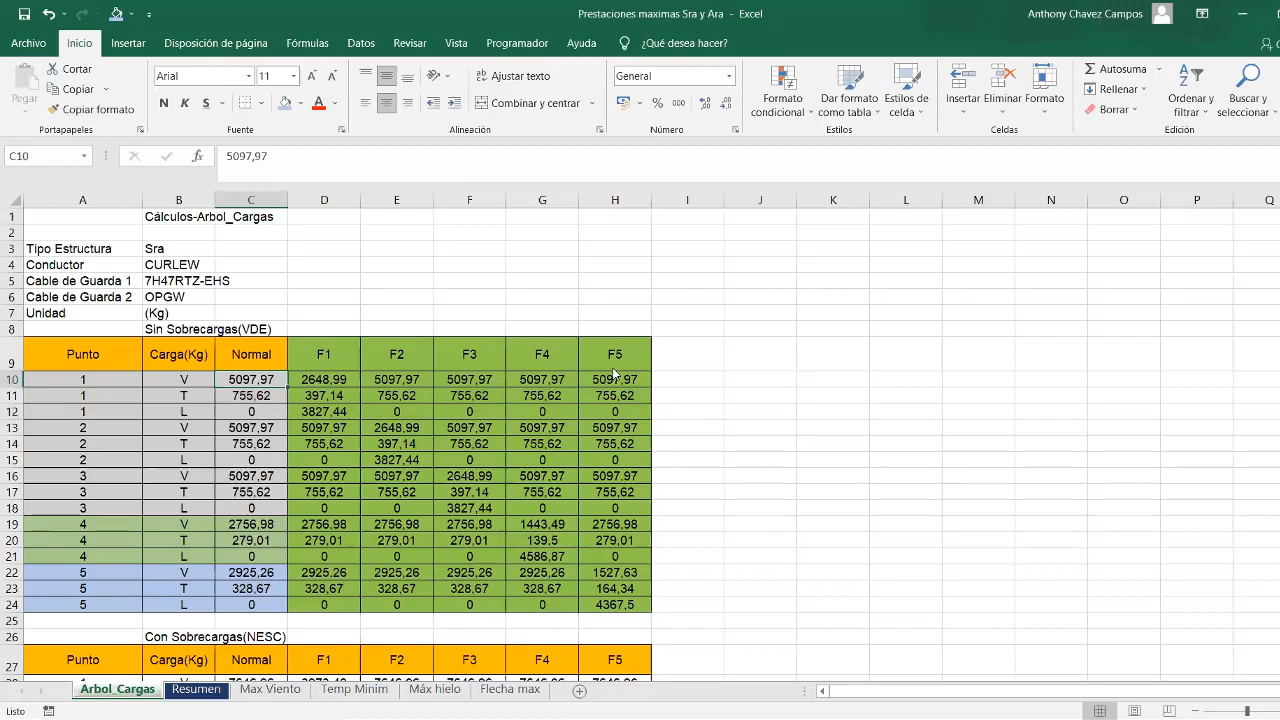 Prestaciones maximas Sra y Ara - Excel
Anthony Chavez Campos
Archivo Inicio Insertar Disposición de página Fórmulas Datos Revisar Vista Programador Ayuda ¿Qué desea hacer?
Pegar
Cortar
Copiar
Copiar formato
Portapapeles
Arial 11
N K S
Fuente
Ajustar texto
Combinar y centrar
Alineación
General
% 000
Número
Formato condicional
Dar formato como tabla
Estilos de celda
Estilos
Insertar Eliminar Formato
Celdas
Autosuma
Rellenar
Borrar
Ordenar y filtrar
Buscar y seleccionar
Edición
C10 fx 5097,97
A B C D E F G H I J K L M N O P Q
1 Cálculos-Arbol_Cargas
2
3 Tipo Estructura Sra
4 Conductor CURLEW
5 Cable de Guarda 1 7H47RTZ-EHS
6 Cable de Guarda 2 OPGW
7 Unidad (Kg)
8 Sin Sobrecargas(VDE)
9 Punto Carga(Kg) Normal F1 F2 F3 F4 F5
10 1 V 5097,97 2648,99 5097,97 5097,97 5097,97 5097,97
11 1 T 755,62 397,14 755,62 755,62 755,62 755,62
12 1 L 0 3827,44 0 0 0 0
13 2 V 5097,97 5097,97 2648,99 5097,97 5097,97 5097,97
14 2 T 755,62 755,62 397,14 755,62 755,62 755,62
15 2 L 0 0 3827,44 0 0 0
16 3 V 5097,97 5097,97 5097,97 2648,99 5097,97 5097,97
17 3 T 755,62 755,62 755,62 397,14 755,62 755,62
18 3 L 0 0 0 3827,44 0 0
19 4 V 2756,98 2756,98 2756,98 2756,98 1443,49 2756,98
20 4 T 279,01 279,01 279,01 279,01 139,5 279,01
21 4 L 0 0 0 0 4586,87 0
22 5 V 2925,26 2925,26 2925,26 2925,26 2925,26 1527,63
23 5 T 328,67 328,67 328,67 328,67 328,67 164,34
24 5 L 0 0 0 0 0 4367,5
25
26 Con Sobrecargas(NESC)
27 Punto Carga(Kg) Normal F1 F2 F3 F4 F5
Arbol_Cargas Resumen Max Viento Temp Minim Máx hielo Flecha max
Listo